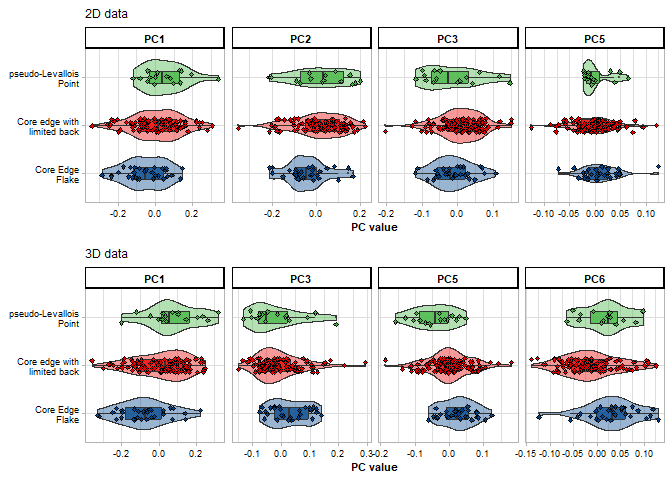 2D data
PC1 PC2 PC3 PC5
pseudo-Levallois
Point
Core edge with
limited back
Core Edge
Flake
-0.2 0.0 0.2 -0.2 0.0 0.2 -0.2 -0.1 0.0 0.1 -0.10 -0.05 0.00 0.05 0.10
PC value
3D data
PC1 PC3 PC5 PC6
pseudo-Levallois
Point
Core edge with
limited back
Core Edge
Flake
-0.2 0.0 0.2 -0.1 0.0 0.1 0.2 0.3 -0.2 -0.1 0.0 0.1 -0.15 -0.10 -0.05 0.00 0.05 0.10
PC value